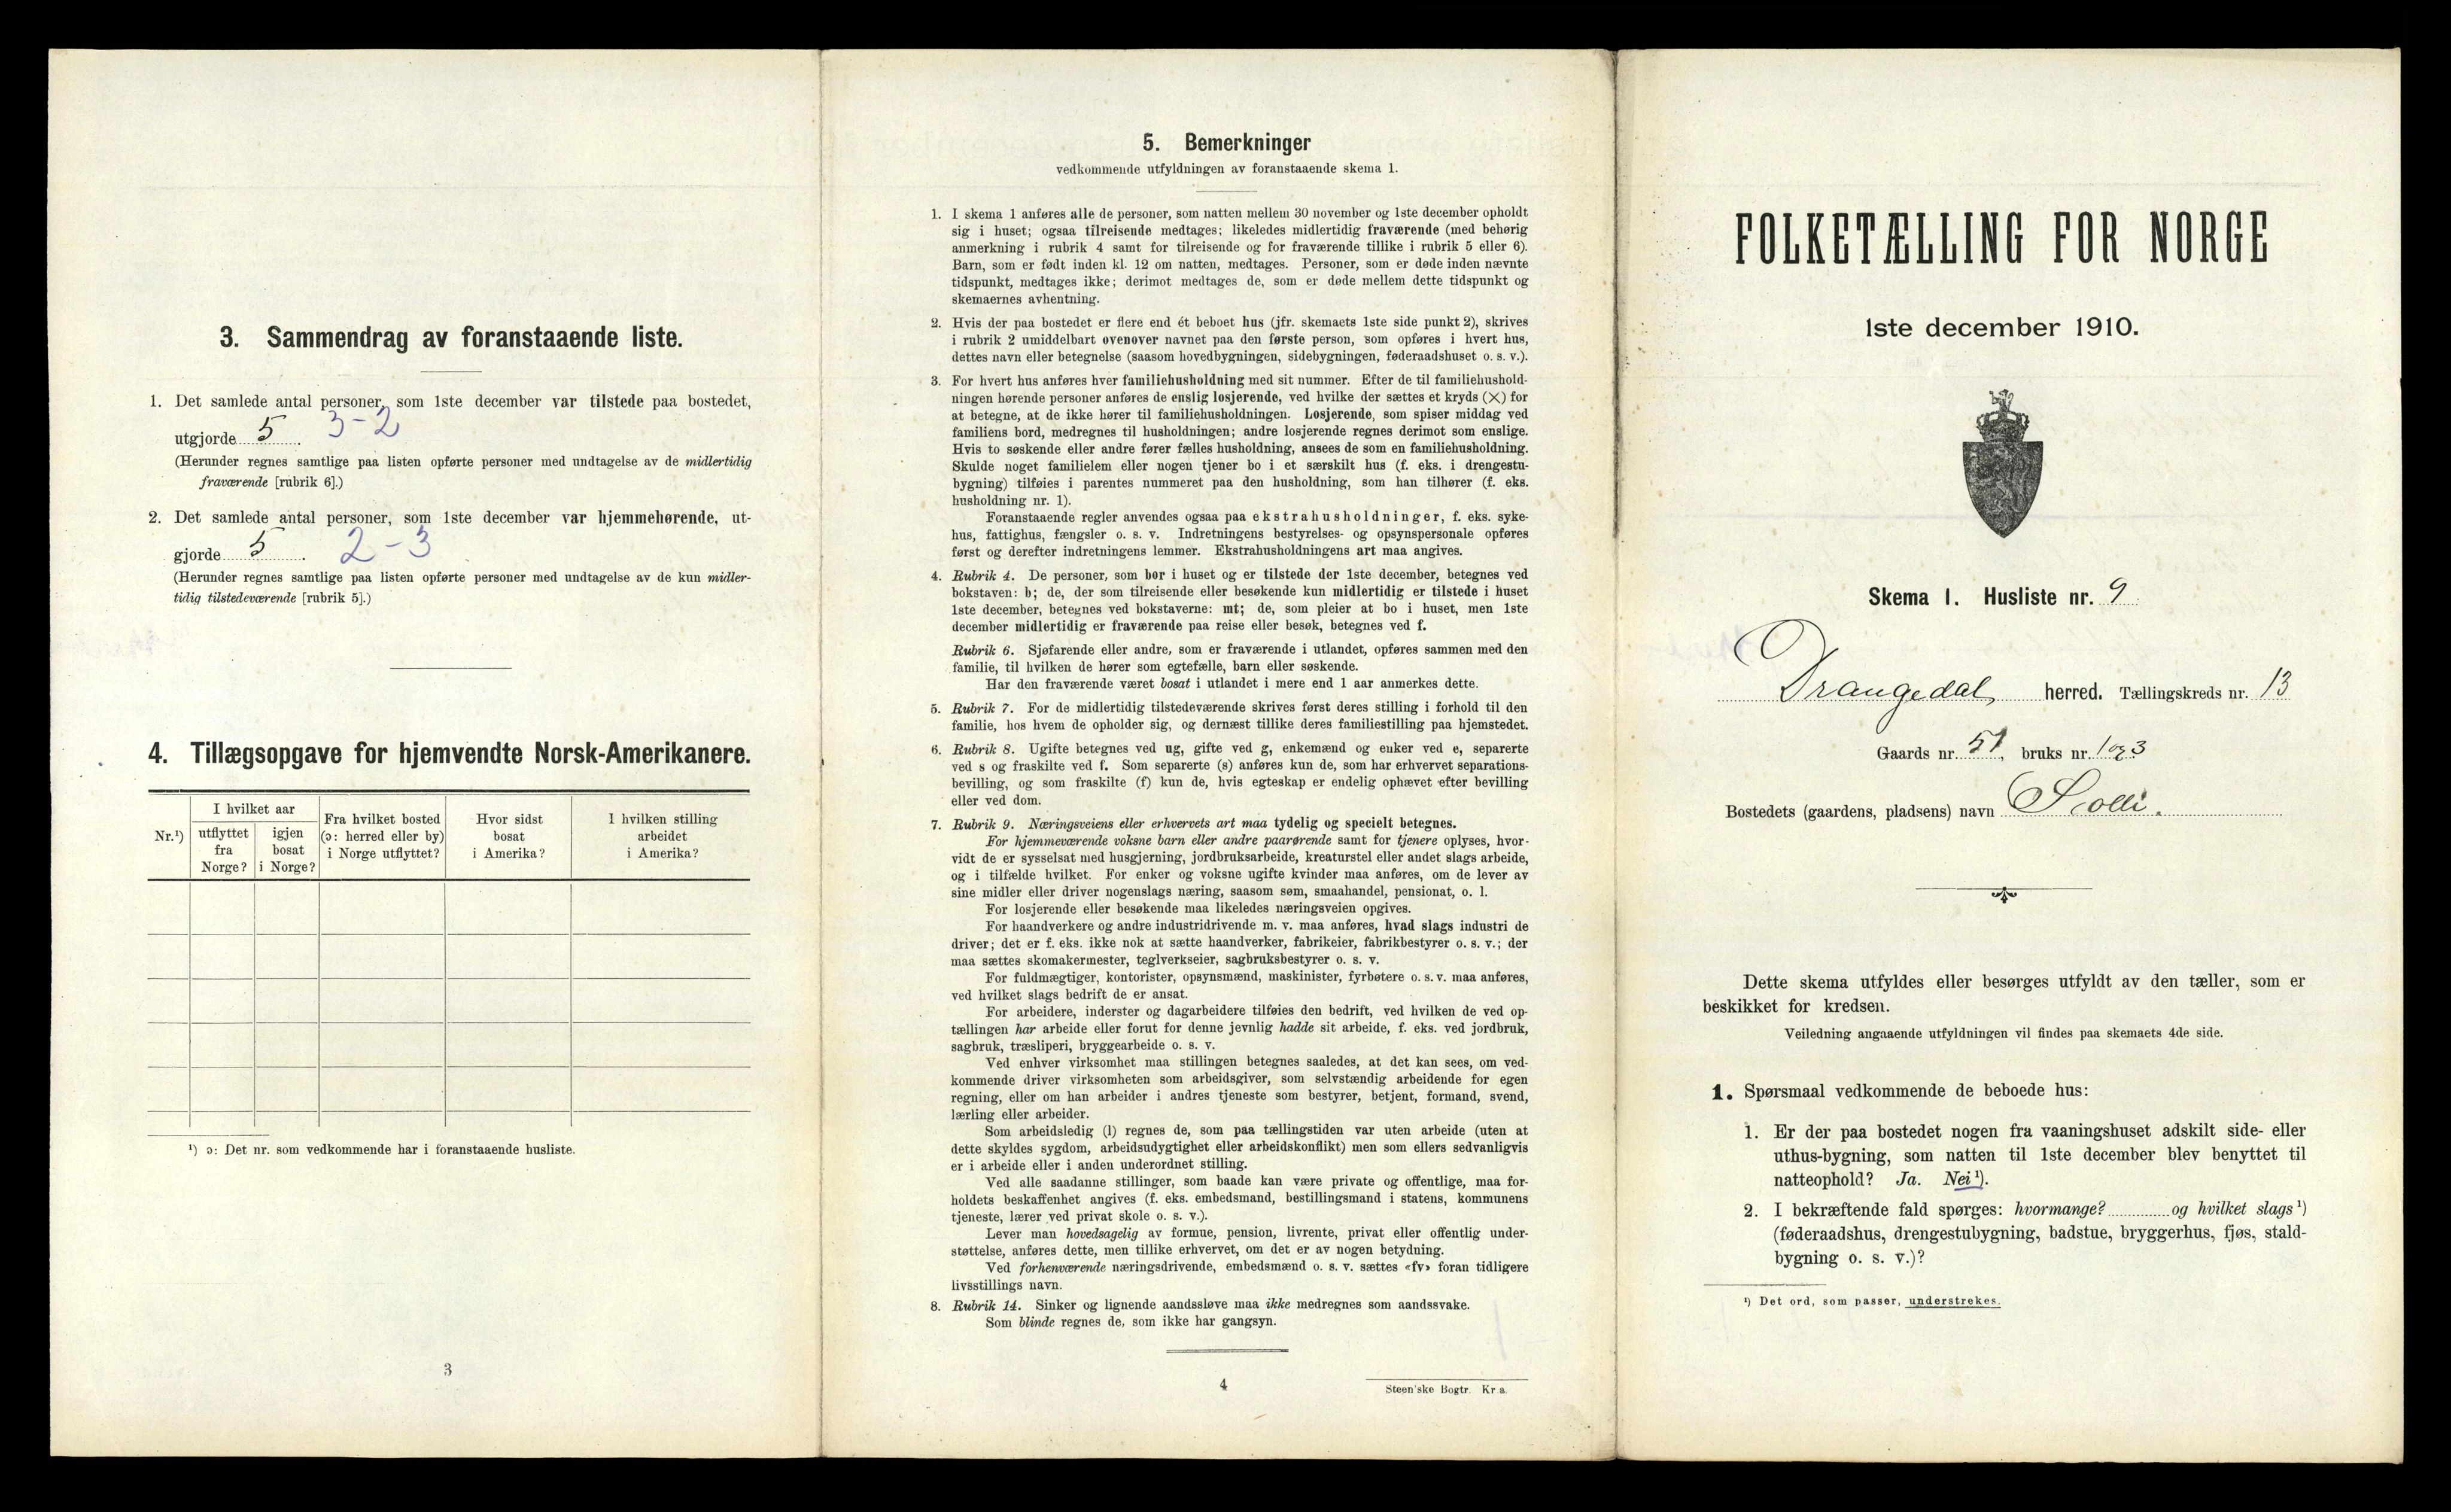 3. Sammendrag av foranstaaende liste.
1. Det samlede antal personer, som 1ste december var tilstede paa bostedet,
utgjorde 5. 3-2
(Herunder regnes samtlige paa listen opførte personer med undtagelse av de midlertidig
fraværende [rubrik 6].)
2. Det samlede antal personer, som 1ste december var hjemmehørende, ut-
gjorde 5. 2-3
(Herunder regnes samtlige paa listen opførte personer med undtagelse av de kun midler-
tidig tilstedeværende [rubrik 5].)
4. Tillægsopgave for hjemvendte Norsk-Amerikanere.
Nr.¹)
I hvilket aar
utflyttet
fra
Norge?
igjen
bosat
i Norge?
Fra hvilket bosted
(ɔ: herred eller by)
i Norge utflyttet?
Hvor sidst
bosat
i Amerika?
I hvilken stilling
arbeidet
i Amerika?
¹) ɔ: Det nr. som vedkommende har i foranstaaende husliste.
3
5. Bemerkninger
vedkommende utfyldningen av foranstaaende skema 1.
1. I skema 1 anføres alle de personer, som natten mellem 30 november og 1ste december opholdt
sig i huset; ogsaa tilreisende medtages; likeledes midlertidig fraværende (med behørig
anmerkning i rubrik 4 samt for tilreisende og for fraværende tillike i rubrik 5 eller 6).
Barn, som er født inden kl. 12 om natten, medtages. Personer, som er døde inden nævnte
tidspunkt, medtages ikke; derimot medtages de, som er døde mellem dette tidspunkt og
skemaernes avhentning.
2. Hvis der paa bostedet er flere end ét beboet hus (jfr. skemaets 1ste side punkt 2), skrives
i rubrik 2 umiddelbart ovenover navnet paa den første person, som opføres i hvert hus,
dettes navn eller betegnelse (saasom hovedbygningen, sidebygningen, føderaadshuset o. s. v.).
3. For hvert hus anføres hver familiehusholdning med sit nummer. Efter de til familiehushold-
ningen hørende personer anføres de enslig losjerende, ved hvilke der sættes et kryds (×) for
at betegne, at de ikke hører til familiehusholdningen. Losjerende, som spiser middag ved
familiens bord, medregnes til husholdningen; andre losjerende regnes derimot som enslige.
Hvis to søskende eller andre fører fælles husholdning, ansees de som en familiehusholdning.
Skulde noget familielem eller nogen tjener bo i et særskilt hus (f. eks. i drengestu-
bygning) tilføies i parentes nummeret paa den husholdning, som han tilhører (f. eks.
husholdning nr. 1).
Foranstaaende regler anvendes ogsaa paa ekstrahusholdninger, f. eks. syke-
hus, fattighus, fængsler o. s. v. Indretningens bestyrelses- og opsynspersonale opføres
først og derefter indretningens lemmer. Ekstrahusholdningens art maa angives.
4. Rubrik 4. De personer, som bor i huset og er tilstede der 1ste december, betegnes ved
bokstaven: b; de, der som tilreisende eller besøkende kun midlertidig er tilstede i huset
1ste december, betegnes ved bokstaverne: mt; de, som pleier at bo i huset, men 1ste
december midlertidig er fraværende paa reise eller besøk, betegnes ved f.
Rubrik 6. Sjøfarende eller andre, som er fraværende i utlandet, opføres sammen med den
familie, til hvilken de hører som egtefælle, barn eller søskende.
Har den fraværende været bosat i utlandet i mere end 1 aar anmerkes dette.
5. Rubrik 7. For de midlertidig tilstedeværende skrives først deres stilling i forhold til den
familie, hos hvem de opholder sig, og dernæst tillike deres familiestilling paa hjemstedet.
6. Rubrik 8. Ugifte betegnes ved ug, gifte ved g, enkemænd og enker ved e, separerte
ved s og fraskilte ved f. Som separerte (s) anføres kun de, som har erhvervet separations-
bevilling, og som fraskilte (f) kun de, hvis egteskap er endelig ophævet efter bevilling
eller ved dom.
7. Rubrik 9. Næringsveiens eller erhvervets art maa tydelig og specielt betegnes.
For hjemmeværende voksne barn eller andre paarørende samt for tjenere oplyses, hvor-
vidt de er sysselsat med husgjerning, jordbruksarbeide, kreaturstel eller andet slags arbeide,
og i tilfælde hvilket. For enker og voksne ugifte kvinder maa anføres, om de lever av
sine midler eller driver nogenslags næring, saasom søm, smaahandel, pensionat, o. l.
For losjerende eller besøkende maa likeledes næringsveien opgives.
For haandverkere og andre industridrivende m. v. maa anføres, hvad slags industri de
driver; det er f. eks. ikke nok at sætte haandverker, fabrikeier, fabrikbestyrer o. s. v.; der
maa sættes skomakermester, teglverkseier, sagbruksbestyrer o. s. v.
For fuldmægtiger, kontorister, opsynsmænd, maskinister, fyrbøtere o. s. v. maa anføres,
ved hvilket slags bedrift de er ansat.
For arbeidere, inderster og dagarbeidere tilføies den bedrift, ved hvilken de ved op-
tællingen har arbeide eller forut for denne jevnlig hadde sit arbeide, f. eks. ved jordbruk,
sagbruk, træsliperi, bryggearbeide o. s. v.
Ved enhver virksomhet maa stillingen betegnes saaledes, at det kan sees, om ved-
kommende driver virksomheten som arbeidsgiver, som selvstændig arbeidende for egen
regning, eller om han arbeider i andres tjeneste som bestyrer, betjent, formand, svend,
lærling eller arbeider.
Som arbeidsledig (l) regnes de, som paa tællingstiden var uten arbeide (uten at
dette skyldes sygdom, arbeidsudygtighet eller arbeidskonflikt) men som ellers sedvanligvis
er i arbeide eller i anden underordnet stilling.
Ved alle saadanne stillinger, som baade kan være private og offentlige, maa for-
holdets beskaffenhet angives (f. eks. embedsmand, bestillingsmand i statens, kommunens
tjeneste, lærer ved privat skole o. s. v.).
Lever man hovedsagelig av formue, pension, livrente, privat eller offentlig under-
støttelse, anføres dette, men tillike erhvervet, om det er av nogen betydning.
Ved forhenværende næringsdrivende, embedsmænd o. s. v. sættes «fv» foran tidligere
livsstillings navn.
8. Rubrik 14. Sinker og lignende aandssløve maa ikke medregnes som aandssvake.
Som blinde regnes de, som ikke har gangsyn.
4
Steen'ske Bogtr. Kr a.
FOLKETÆLLING FOR NORGE
1ste december 1910.
Skema 1. Husliste nr. 9
Drangedal herred. Tællingskreds nr. 13
Gaards nr. 51, bruks nr. 1 og 3
Bostedets (gaardens, pladsens) navn Solli.
Dette skema utfyldes eller besørges utfyldt av den tæller, som er
beskikket for kredsen.
Veiledning angaaende utfyldningen vil findes paa skemaets 4de side.
1. Spørsmaal vedkommende de beboede hus:
1. Er der paa bostedet nogen fra vaaningshuset adskilt side- eller
uthus-bygning, som natten til 1ste december blev benyttet til
natteophold? Ja. Nei¹).
2. I bekræftende fald spørges: hvormange? og hvilket slags¹)
(føderaadshus, drengestubygning, badstue, bryggerhus, fjøs, stald-
bygning o. s. v.)?
¹) Det ord, som passer, understrekes.